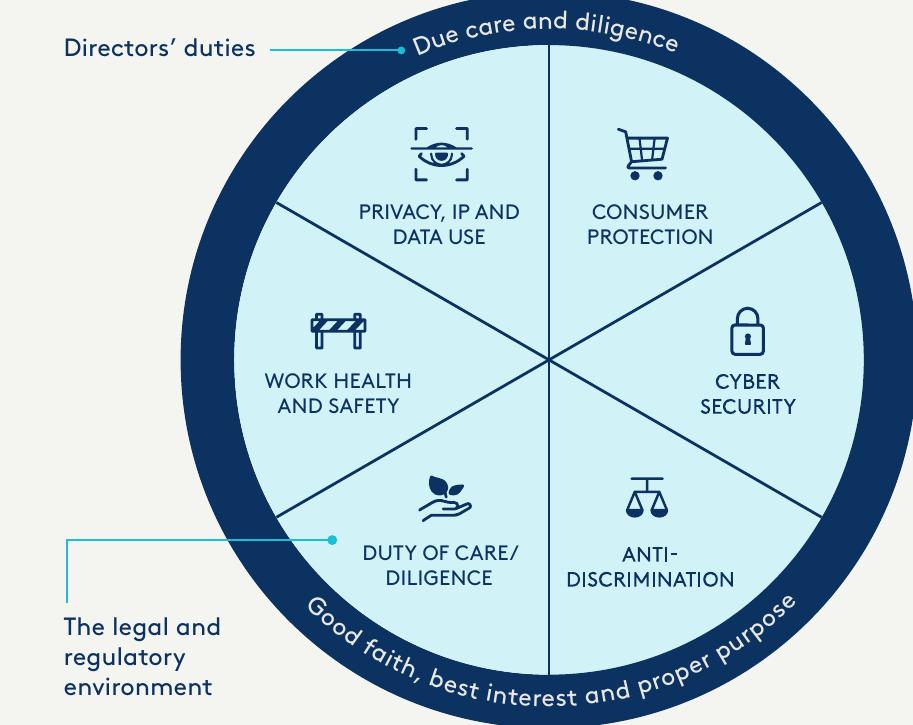 Directors’ duties
Due care and diligence
PRIVACY, IP AND
DATA USE
CONSUMER
PROTECTION
WORK HEALTH
AND SAFETY
CYBER
SECURITY
DUTY OF CARE/
DILIGENCE
ANTI-
DISCRIMINATION
Good faith, best interest and proper purpose
The legal and
regulatory
environment